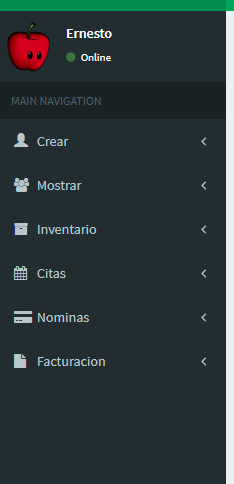 Ernesto
Online
MAIN NAVIGATION
Crear
Mostrar
Inventario
Citas
Nominas
Facturacion